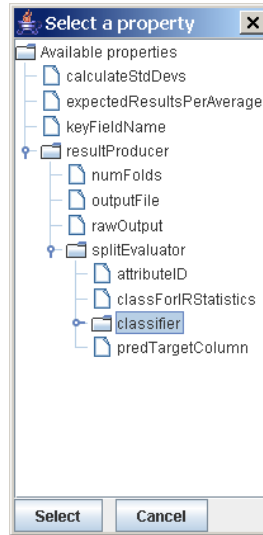 Select a property
Available properties
calculateStdDevs
expectedResultsPerAverage
keyFieldName
resultProducer
numFolds
outputFile
rawOutput
splitEvaluator
attributeID
classForIRStatistics
classifier
predTargetColumn
Select Cancel